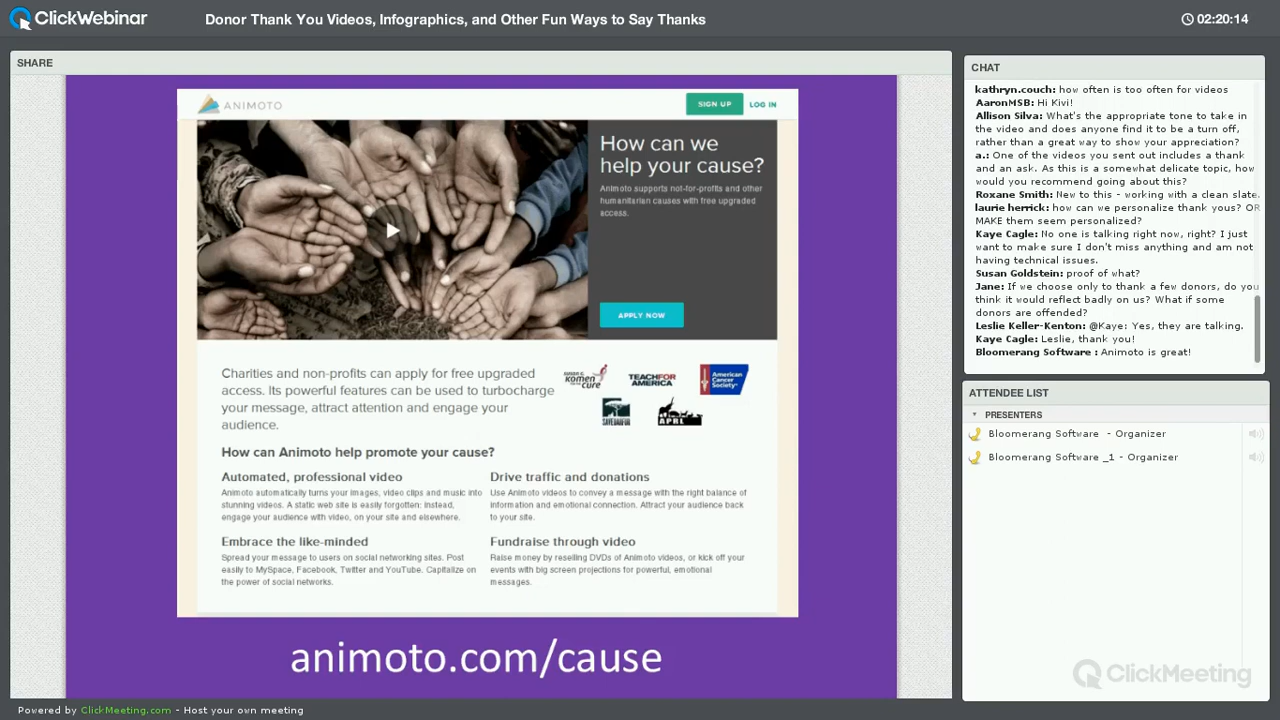 ClickWebinar
Donor Thank You Videos, Infographics, and Other Fun Ways to Say Thanks
02:20:14
SHARE
ANIMOTO
SIGN UP
LOG IN
How can we
help your cause?
Animoto supports not-for-profits and other
humanitarian causes with free upgraded
access.
APPLY NOW
Charities and non-profits can apply for free upgraded
access. Its powerful features can be used to turbocharge
your message, attract attention and engage your
audience.
komen
for the
cure
TEACHFOR
AMERICA
American
Cancer
Society
SAVEDARFUR
APRL
How can Animoto help promote your cause?
Automated, professional video
Animoto automatically turns your images, video clips and music into
stunning videos. A static web site is easily forgotten: instead,
engage your audience with video, on your site and elsewhere.
Drive traffic and donations
Use Animoto videos to convey a message with the right balance of
information and emotional connection. Attract your audience back
to your site.
Embrace the like-minded
Spread your message to users on social networking sites. Post
easily to MySpace, Facebook, Twitter and YouTube. Capitalize on
the power of social networks.
Fundraise through video
Raise money by reselling DVDs of Animoto videos, or kick off your
events with big screen projections for powerful, emotional
messages.
animoto.com/cause
CHAT
kathryn.couch: how often is too often for videos
AaronMSB: Hi Kivi!
Allison Silva: What's the appropriate tone to take in
the video and does anyone find it to be a turn off,
rather than a great way to show your appreciation?
a.: One of the videos you sent out includes a thank
and an ask. As this is a somewhat delicate topic, how
would you recommend going about this?
Roxane Smith: New to this - working with a clean slate.
laurie herrick: how can we personalize thank yous? OR
MAKE them seem personalized?
Kaye Cagle: No one is talking right now, right? I just
want to make sure I don't miss anything and am not
having technical issues.
Susan Goldstein: proof of what?
Jane: If we choose only to thank a few donors, do you
think it would reflect badly on us? What if some
donors are offended?
Leslie Keller-Kenton: @Kaye: Yes, they are talking.
Kaye Cagle: Leslie, thank you!
Bloomerang Software : Animoto is great!
ATTENDEE LIST
PRESENTERS
Bloomerang Software - Organizer
Bloomerang Software _1 - Organizer
ClickMeeting
Powered by ClickMeeting.com - Host your own meeting